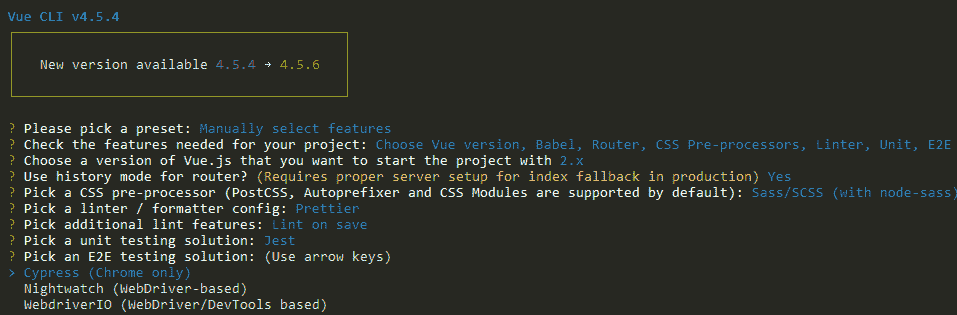 Vue CLI v4.5.4
New version available 4.5.4 → 4.5.6
? Please pick a preset: Manually select features
? Check the features needed for your project: Choose Vue version, Babel, Router, CSS Pre-processors, Linter, Unit, E2E
? Choose a version of Vue.js that you want to start the project with 2.x
? Use history mode for router? (Requires proper server setup for index fallback in production) Yes
? Pick a CSS pre-processor (PostCSS, Autoprefixer and CSS Modules are supported by default): Sass/SCSS (with node-sass)
? Pick a linter / formatter config: Prettier
? Pick additional lint features: Lint on save
? Pick a unit testing solution: Jest
? Pick an E2E testing solution: (Use arrow keys)
> Cypress (Chrome only)
Nightwatch (WebDriver-based)
WebdriverIO (WebDriver/DevTools based)